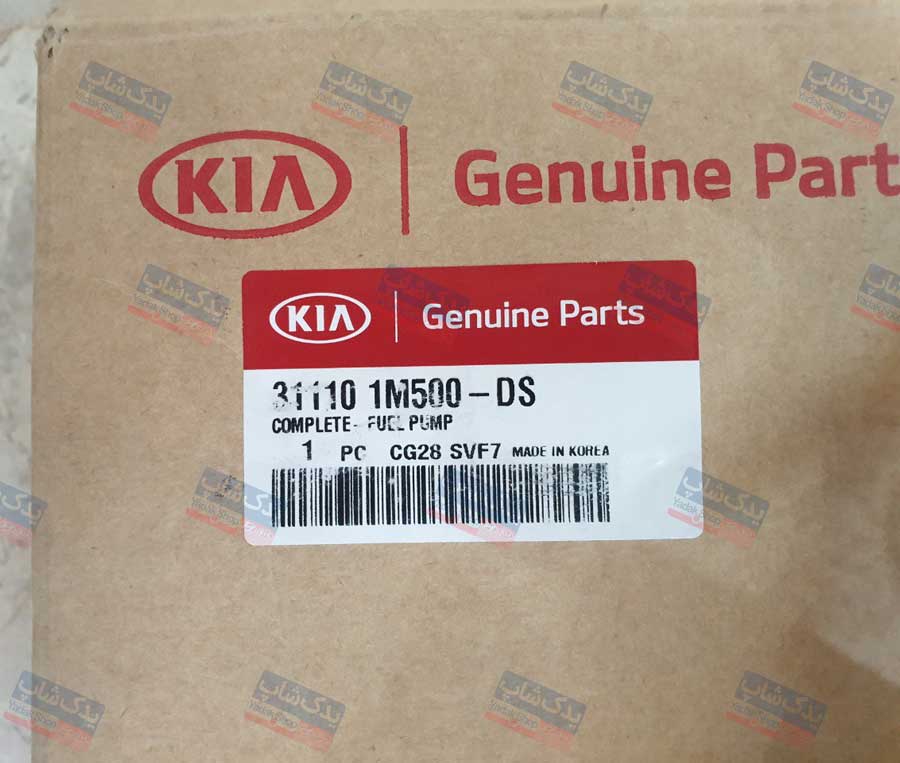 KIA
Genuine Part
KIA Genuine Parts
31110 1M500-DS
COMPLETE- FUEL PUMP
1 PC CG28 SVF7 MADE IN KOREA
یدک‌شاپ
YadakShop